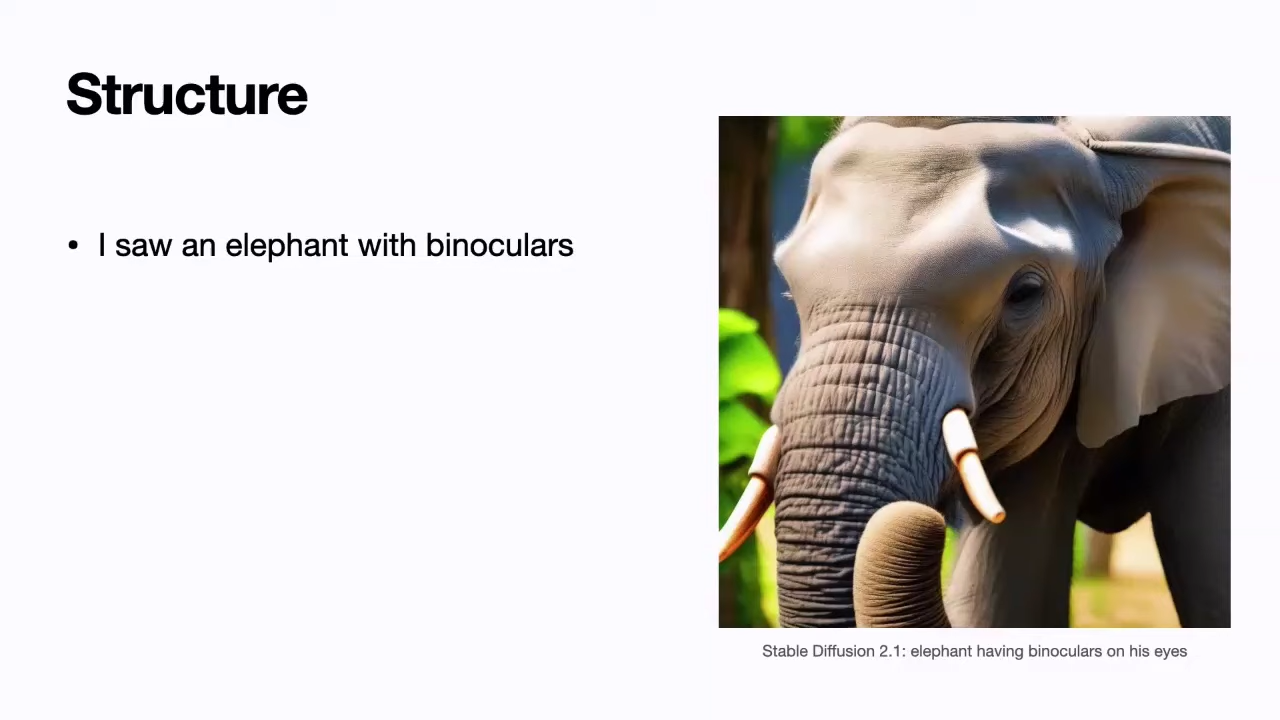 Structure
• I saw an elephant with binoculars
Stable Diffusion 2.1: elephant having binoculars on his eyes